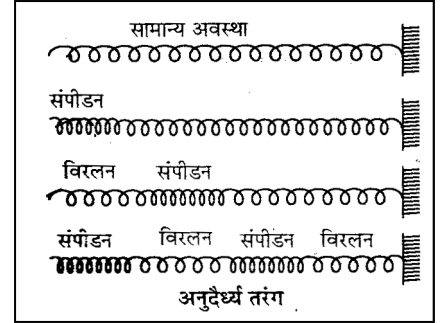 सामान्य अवस्था
संपीडन
विरलन संपीडन
संपीडन विरलन संपीडन विरलन
अनुदैर्ध्य तरंग